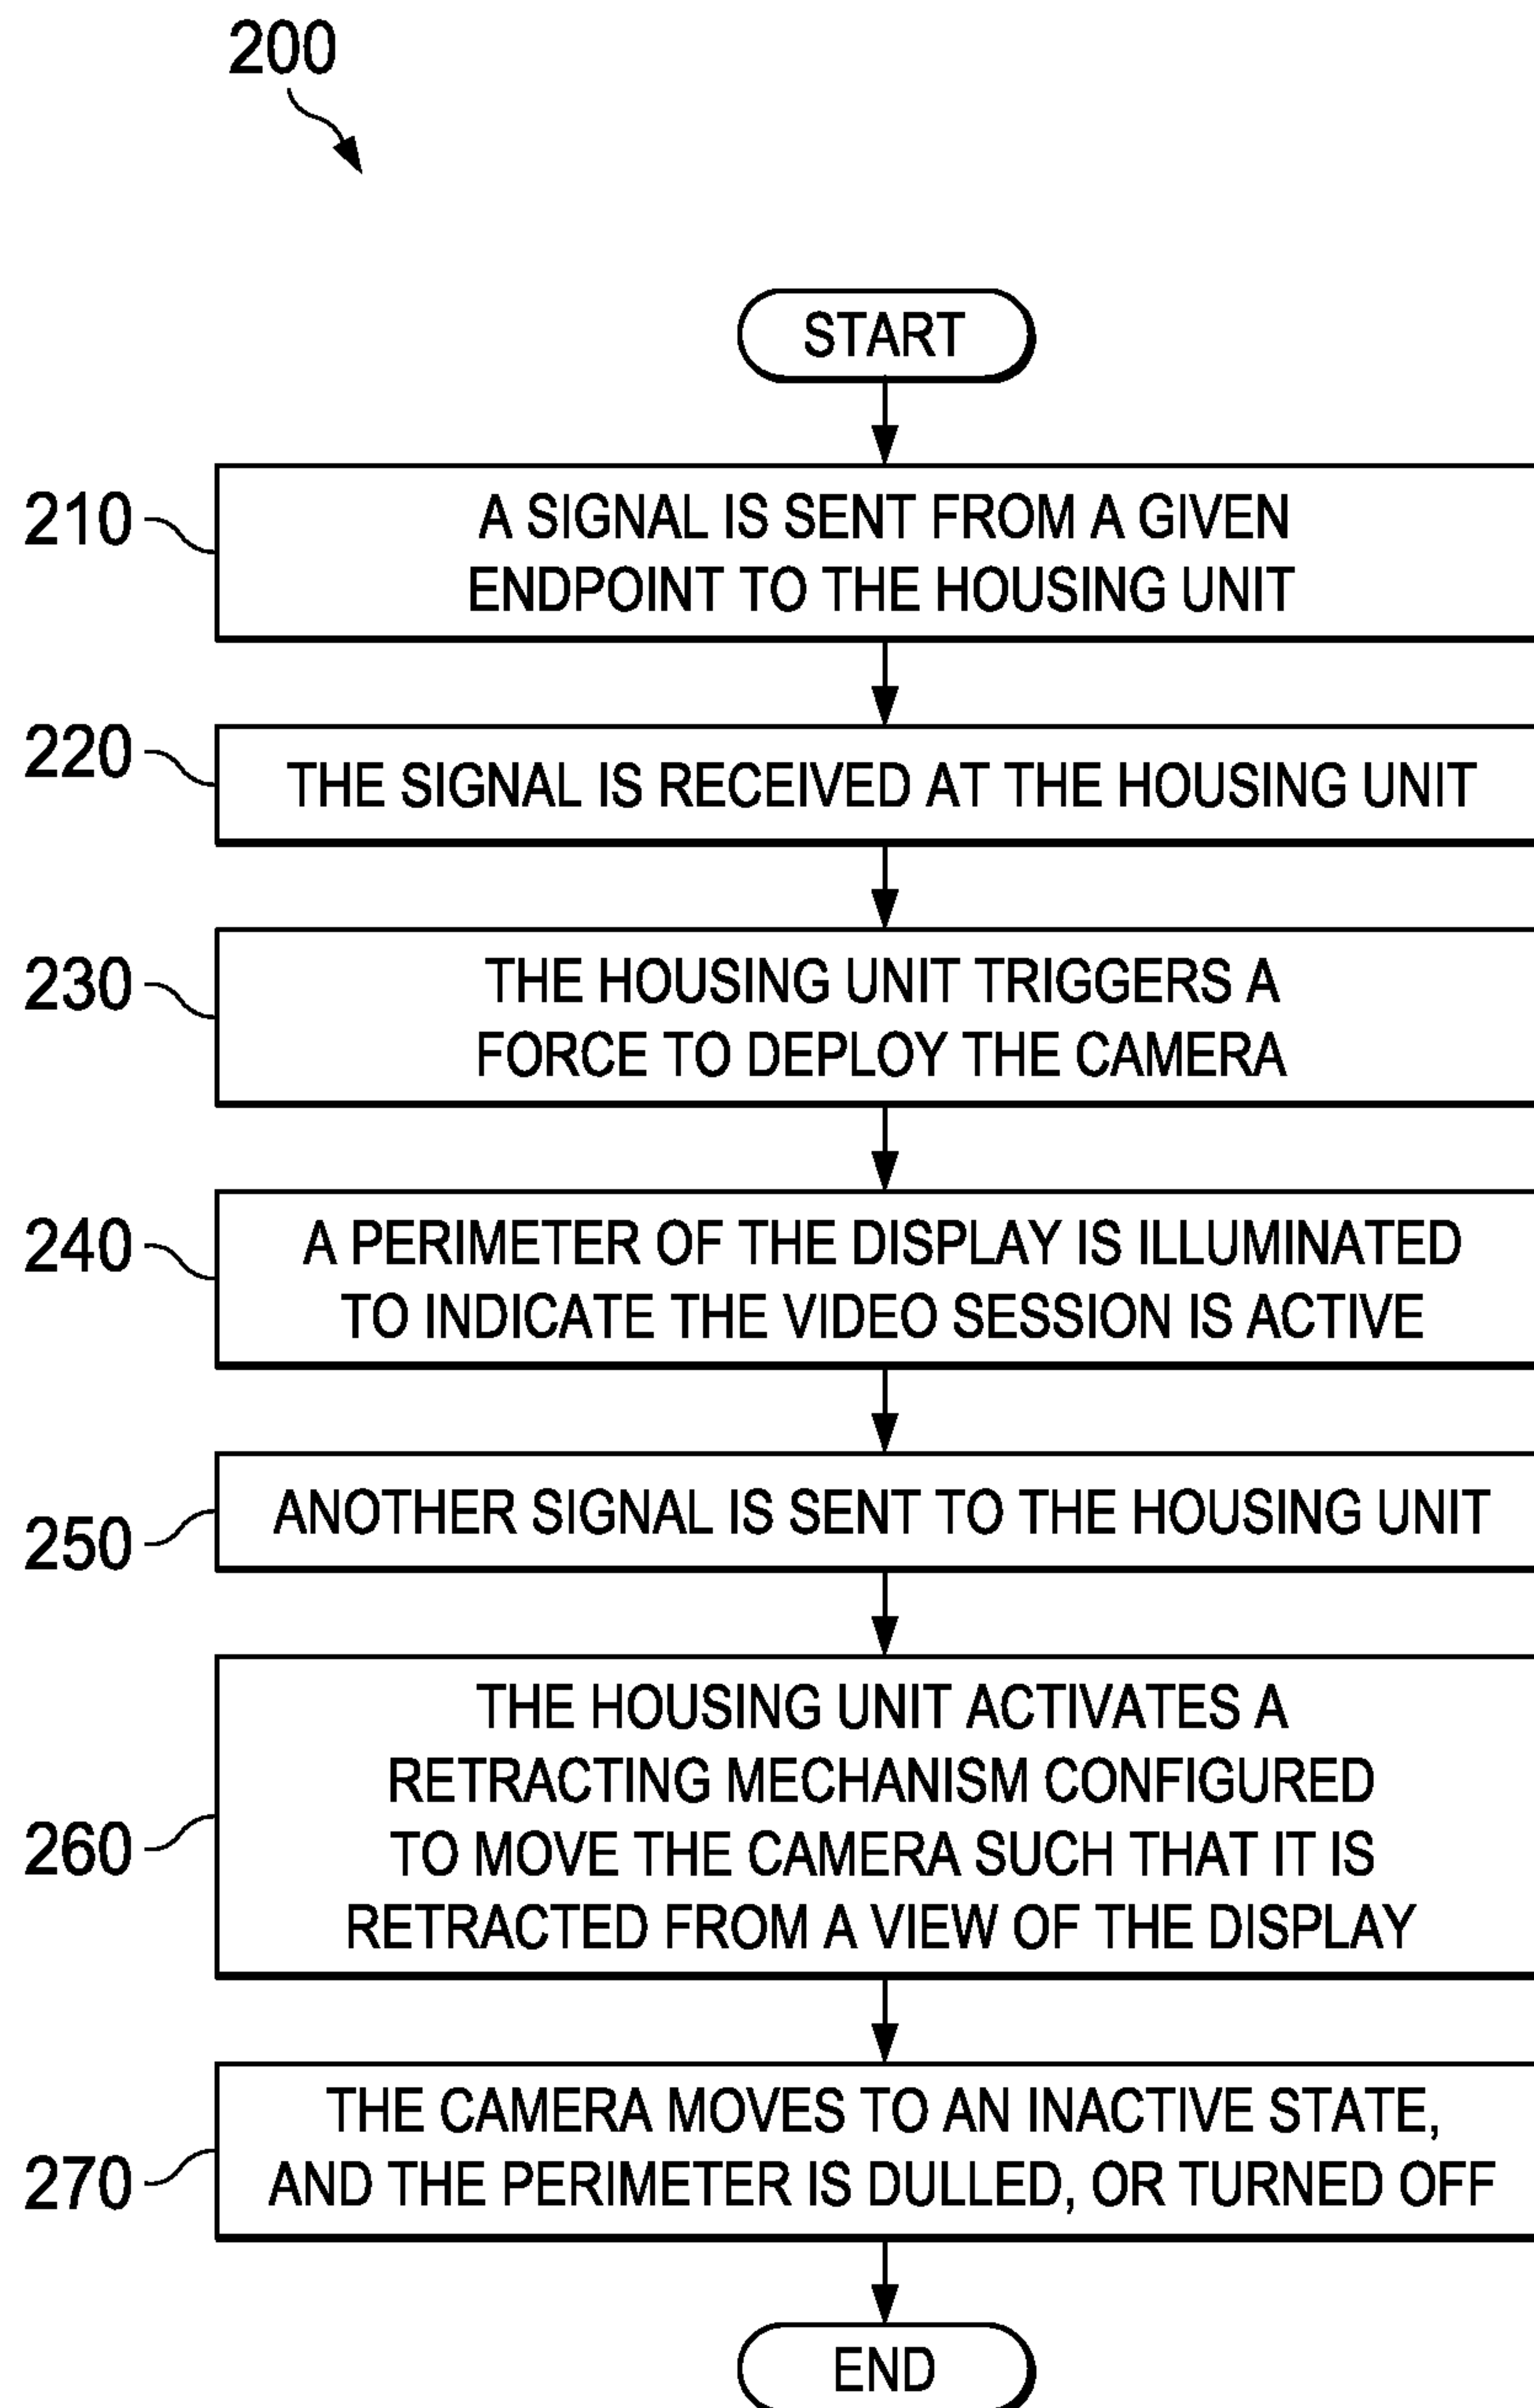 200
START
210
A SIGNAL IS SENT FROM A GIVEN
ENDPOINT TO THE HOUSING UNIT
220
THE SIGNAL IS RECEIVED AT THE HOUSING UNIT
230
THE HOUSING UNIT TRIGGERS A
FORCE TO DEPLOY THE CAMERA
240
A PERIMETER OF THE DISPLAY IS ILLUMINATED
TO INDICATE THE VIDEO SESSION IS ACTIVE
250
ANOTHER SIGNAL IS SENT TO THE HOUSING UNIT
260
THE HOUSING UNIT ACTIVATES A
RETRACTING MECHANISM CONFIGURED
TO MOVE THE CAMERA SUCH THAT IT IS
RETRACTED FROM A VIEW OF THE DISPLAY
270
THE CAMERA MOVES TO AN INACTIVE STATE,
AND THE PERIMETER IS DULLED, OR TURNED OFF
END